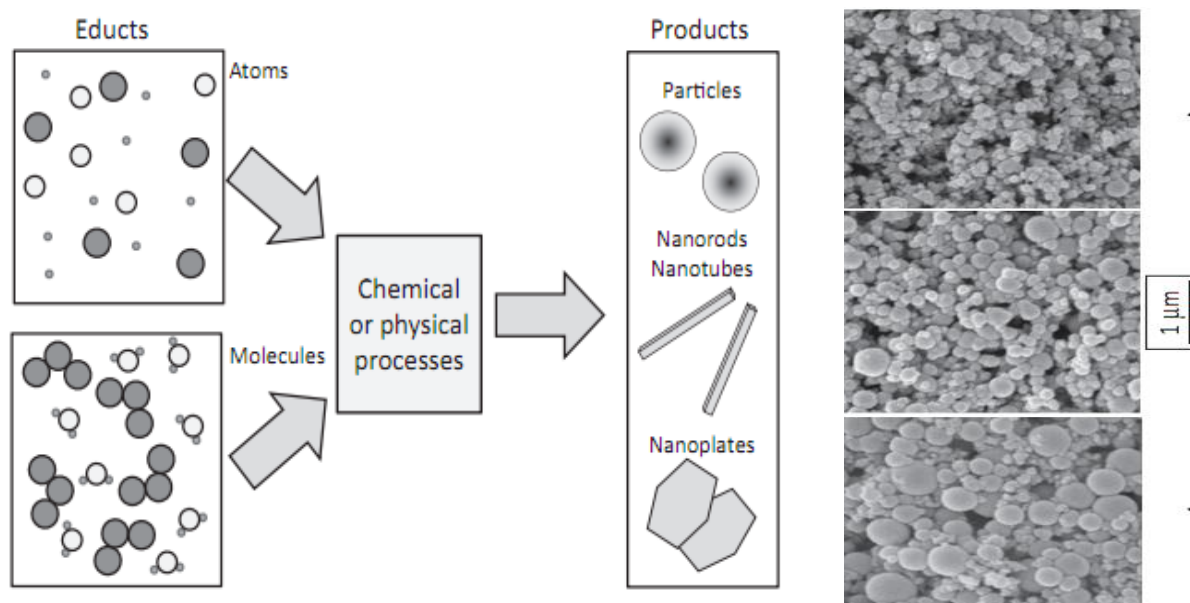 Educts
Atoms
Molecules
Chemical
or physical
processes
Products
Particles
Nanorods
Nanotubes
Nanoplates
1 μm